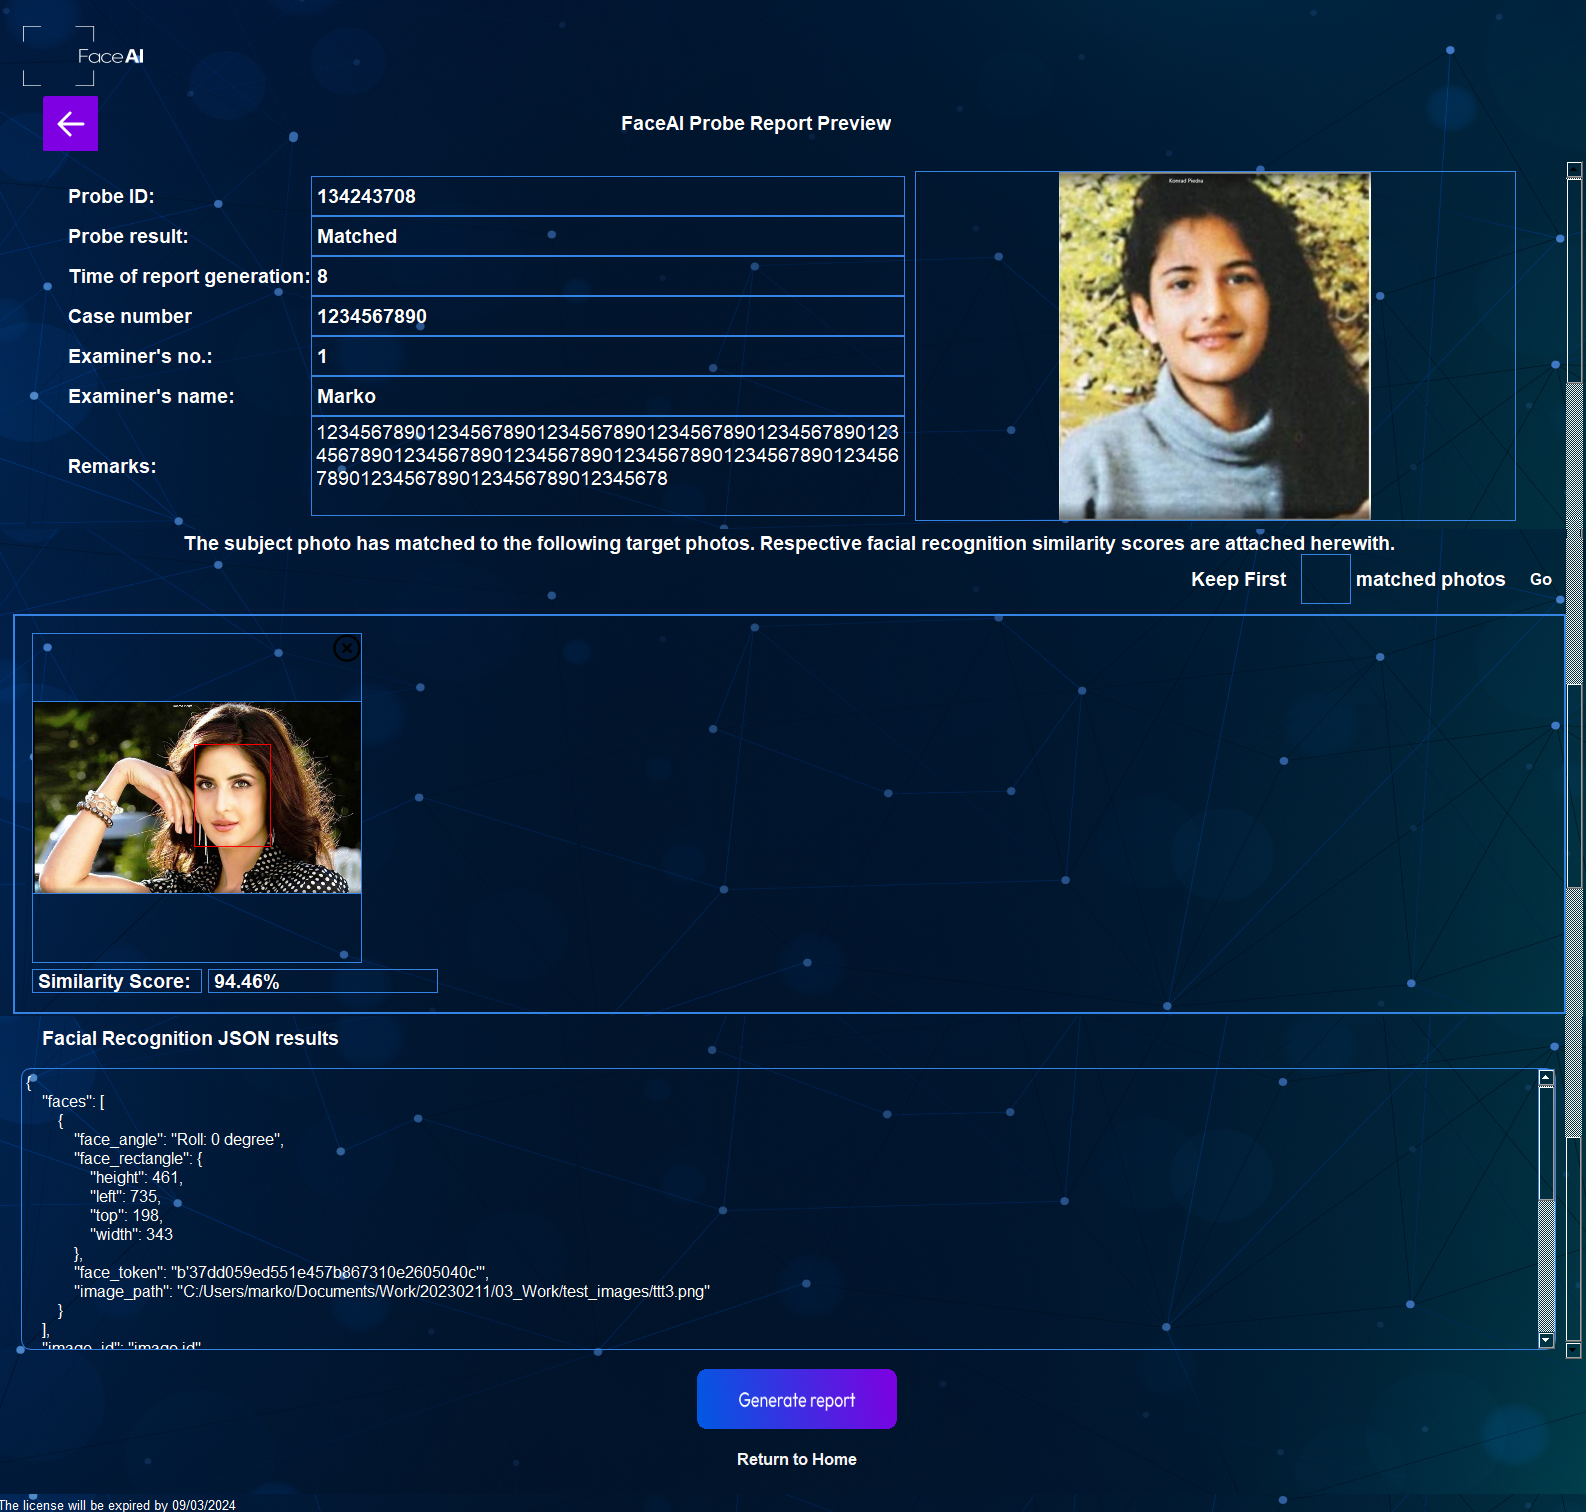 FaceAI
FaceAI Probe Report Preview
Probe ID: 134243708
Probe result: Matched
Time of report generation: 8
Case number 1234567890
Examiner's no.: 1
Examiner's name: Marko
Remarks:
12345678901234567890123456789012345678901234567890123
45678901234567890123456789012345678901234567890123456
78901234567890123456789012345678
Konrad Piedra
The subject photo has matched to the following target photos. Respective facial recognition similarity scores are attached herewith.
Keep First matched photos Go
Similarity Score: 94.46%
Facial Recognition JSON results
{
"faces": [
{
"face_angle": "Roll: 0 degree",
"face_rectangle": {
"height": 461,
"left": 735,
"top": 198,
"width": 343
},
"face_token": "b'37dd059ed551e457b867310e2605040c'",
"image_path": "C:/Users/marko/Documents/Work/20230211/03_Work/test_images/ttt3.png"
}
],
"image_id": "image id"
Generate report
Return to Home
The license will be expired by 09/03/2024